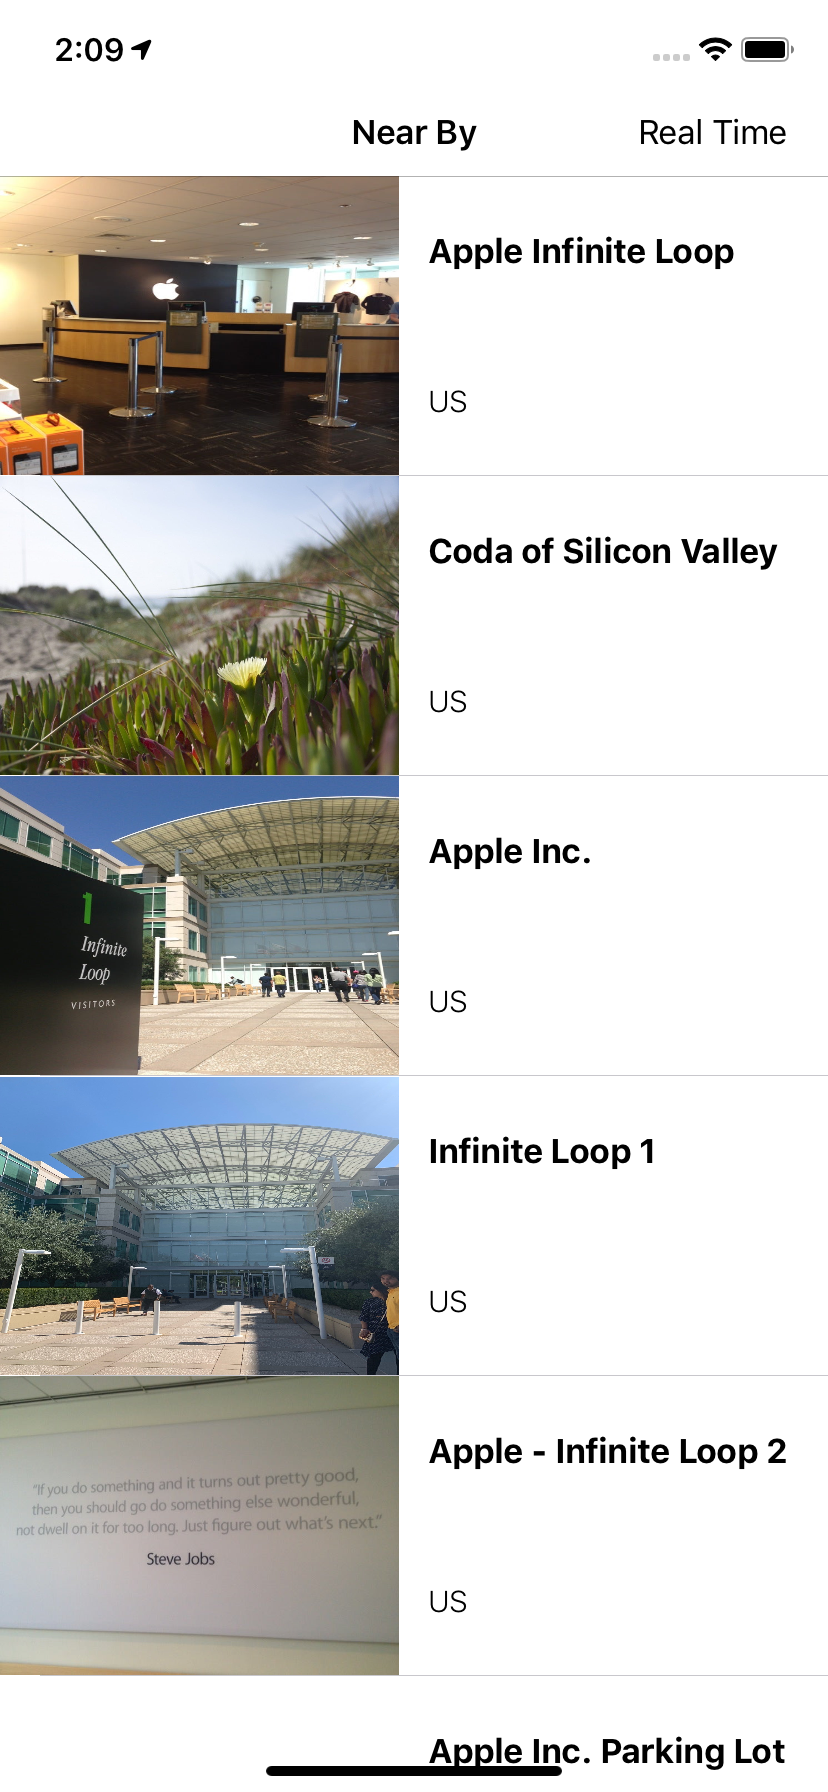 2:09
Near By
Real Time
Apple Infinite Loop
US
Coda of Silicon Valley
US
1
Infinite
Loop
VISITORS
Apple Inc.
US
Infinite Loop 1
US
“If you do something and it turns out pretty good,
then you should go do something else wonderful,
not dwell on it for too long. Just figure out what’s next.”
Steve Jobs
Apple - Infinite Loop 2
US
Apple Inc. Parking Lot